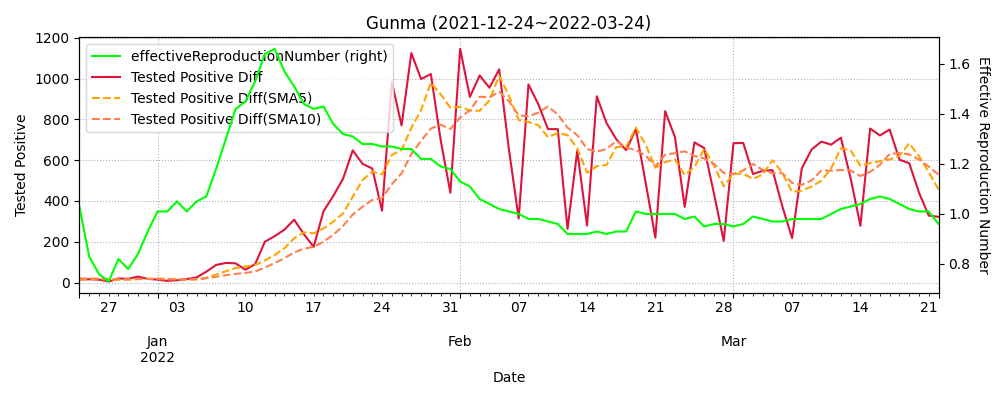 Gunma (2021-12-24~2022-03-24)
effectiveReproductionNumber (right)
Tested Positive Diff
Tested Positive Diff(SMA5)
Tested Positive Diff(SMA10)
Tested Positive
1200
1000
800
600
400
200
0
1.6
1.4
1.2
1.0
0.8
Effective Reproduction Number
27 03 10 17 24 31 07 14 21 28 07 14 21
Jan Feb Mar
2022
Date